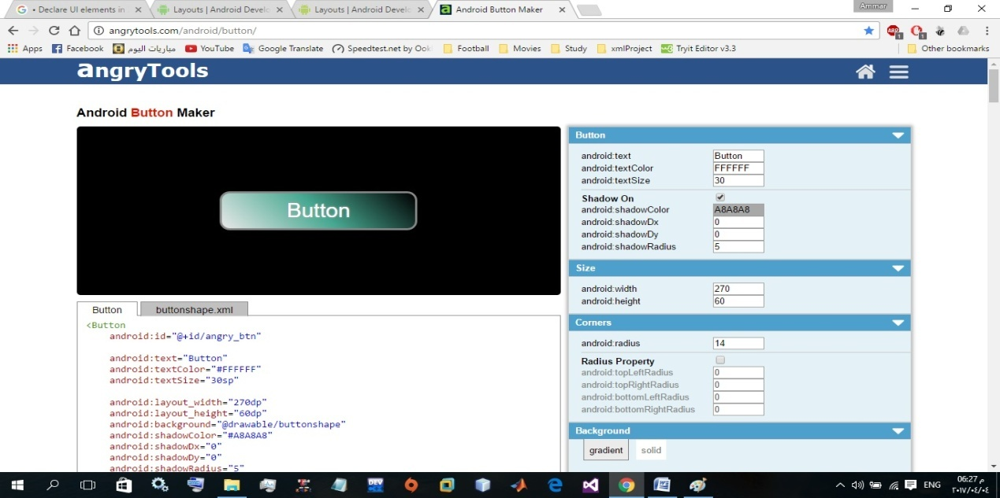 • Declare UI elements in
Layouts | Android Develo
Layouts | Android Develo
Android Button Maker
Ammar
angrytools.com/android/button/
Apps Facebook مباريات اليوم YouTube Google Translate Speedtest.net by Ook Football Movies Study xmlProject Tryit Editor v3.3 Other bookmarks
angryTools
Android Button Maker
Button
Button
buttonshape.xml
<Button
android:id="@+id/angry_btn"
android:text="Button"
android:textColor="#FFFFFF"
android:textSize="30sp"
android:layout_width="270dp"
android:layout_height="60dp"
android:background="@drawable/buttonshape"
android:shadowColor="#A8A8A8"
android:shadowDx="0"
android:shadowDy="0"
android:shadowRadius="5"
Button
android:text Button
android:textColor FFFFFF
android:textSize 30
Shadow On
android:shadowColor A8A8A8
android:shadowDx 0
android:shadowDy 0
android:shadowRadius 5
Size
android:width 270
android:height 60
Corners
android:radius 14
Radius Property
android:topLeftRadius 0
android:topRightRadius 0
android:bottomLeftRadius 0
android:bottomRightRadius 0
Background
gradient solid
DEV
ENG
06:27 م
٢٠١٧/٠٤/٠٤